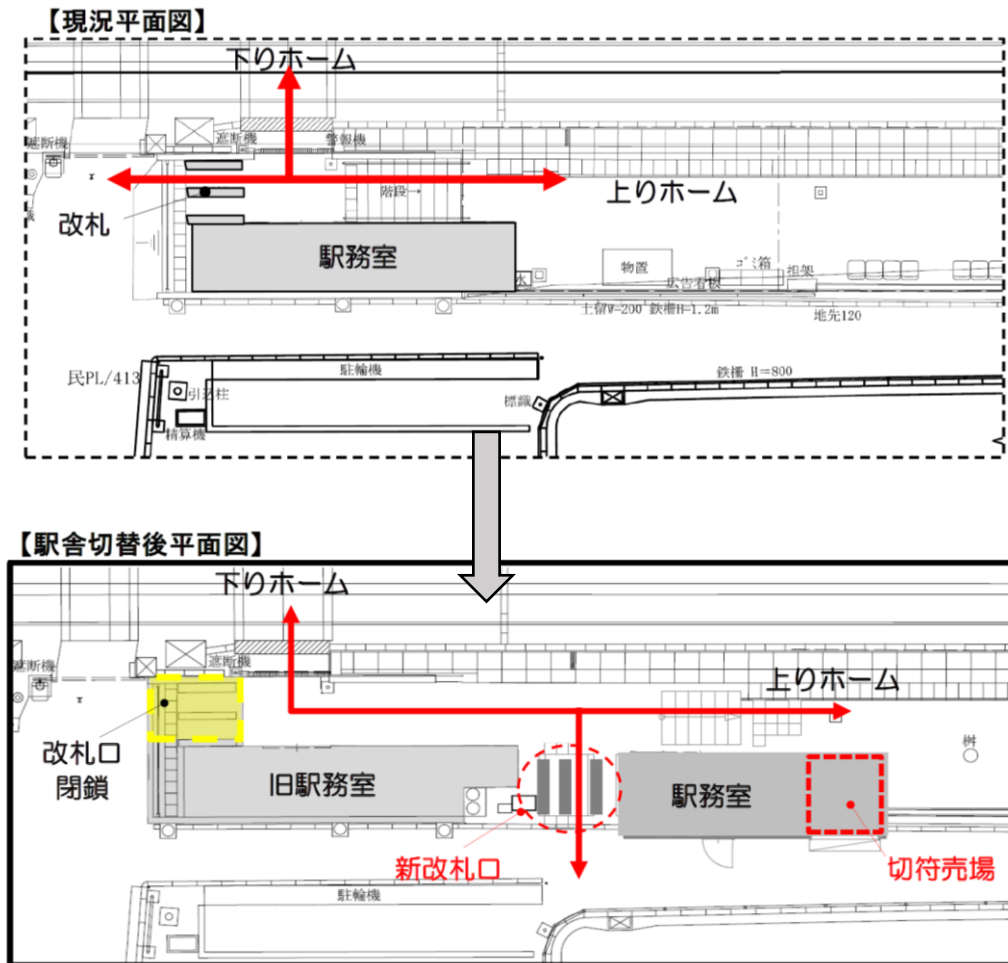 【現況平面図】
下りホーム
遮断機
遮断機
警報機
階段→
上りホーム
改札
駅務室
物置
ゴミ箱
担架
水
広告看板
土留W=200 鉄柵H=1.2m
地先120
民PL/413
引込柱
精算機
駐輪機
標識
鉄柵 H=800
【駅舎切替後平面図】
下りホーム
遮断機
遮断機
上りホーム
改札口
閉鎖
旧駅務室
駅務室
桝
新改札口
切符売場
駐輪機